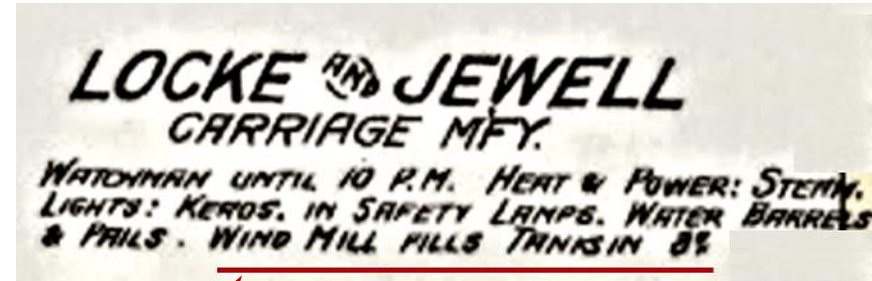 LOCKE AND JEWELL
CARRIAGE MFY.
WATCHMAN UNTIL 10 P.M. HEAT & POWER: STEAM.
LIGHTS: KEROS. IN SAFETY LAMPS. WATER BARRELS
& PAILS. WIND MILL FILLS TANKS IN